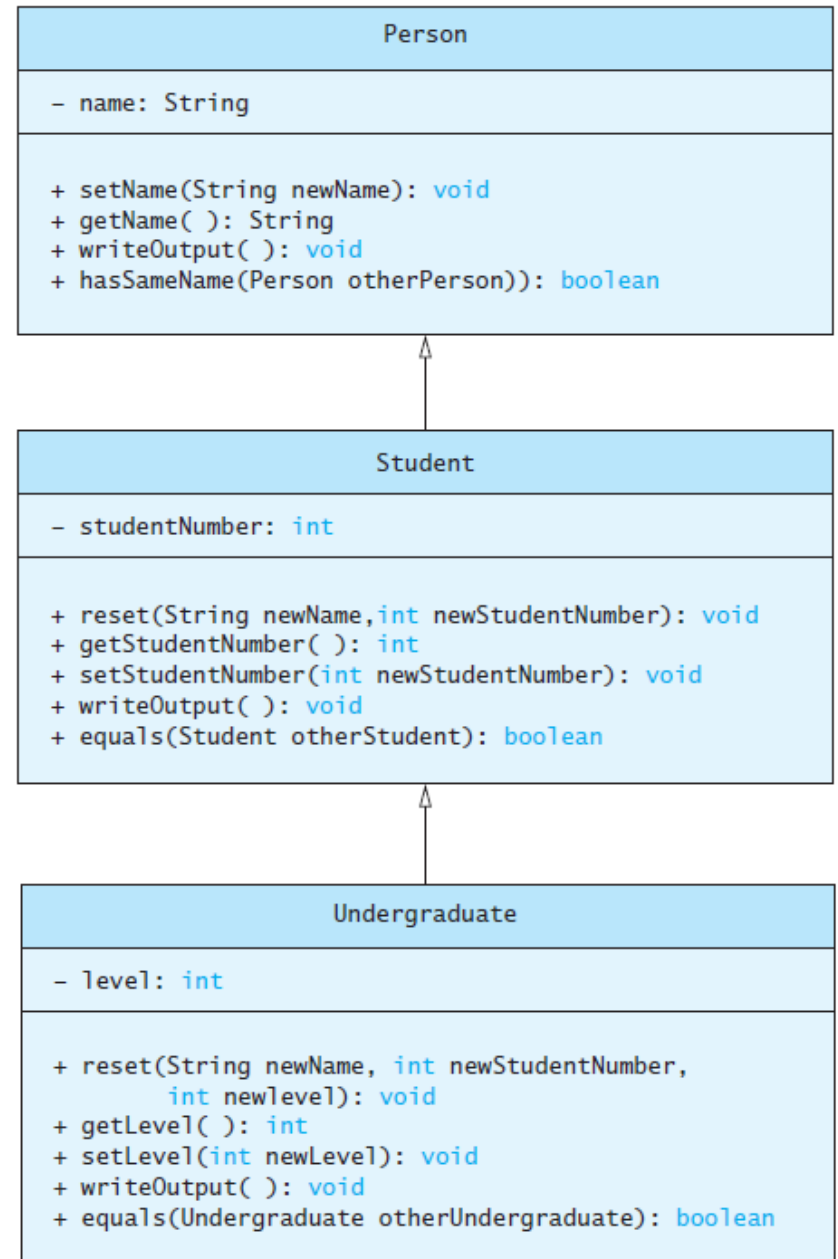 Person
– name: String
+ setName(String newName): void
+ getName( ): String
+ writeOutput( ): void
+ hasSameName(Person otherPerson)): boolean
Student
– studentNumber: int
+ reset(String newName,int newStudentNumber): void
+ getStudentNumber( ): int
+ setStudentNumber(int newStudentNumber): void
+ writeOutput( ): void
+ equals(Student otherStudent): boolean
Undergraduate
– level: int
+ reset(String newName, int newStudentNumber,
int newlevel): void
+ getLevel( ): int
+ setLevel(int newLevel): void
+ writeOutput( ): void
+ equals(Undergraduate otherUndergraduate): boolean